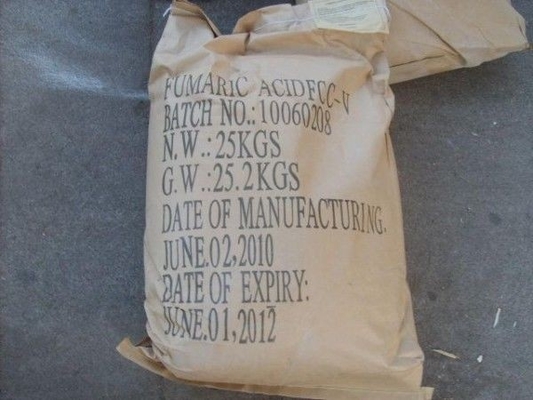 FUMARIC ACIDFCC-V
BATCH NO.:10060208
N.W.:25KGS
G.W.:25.2KGS
DATE OF MANUFACTURING.
JUNE.02,2010
DATE OF EXPIRY:
JUNE.01,2012